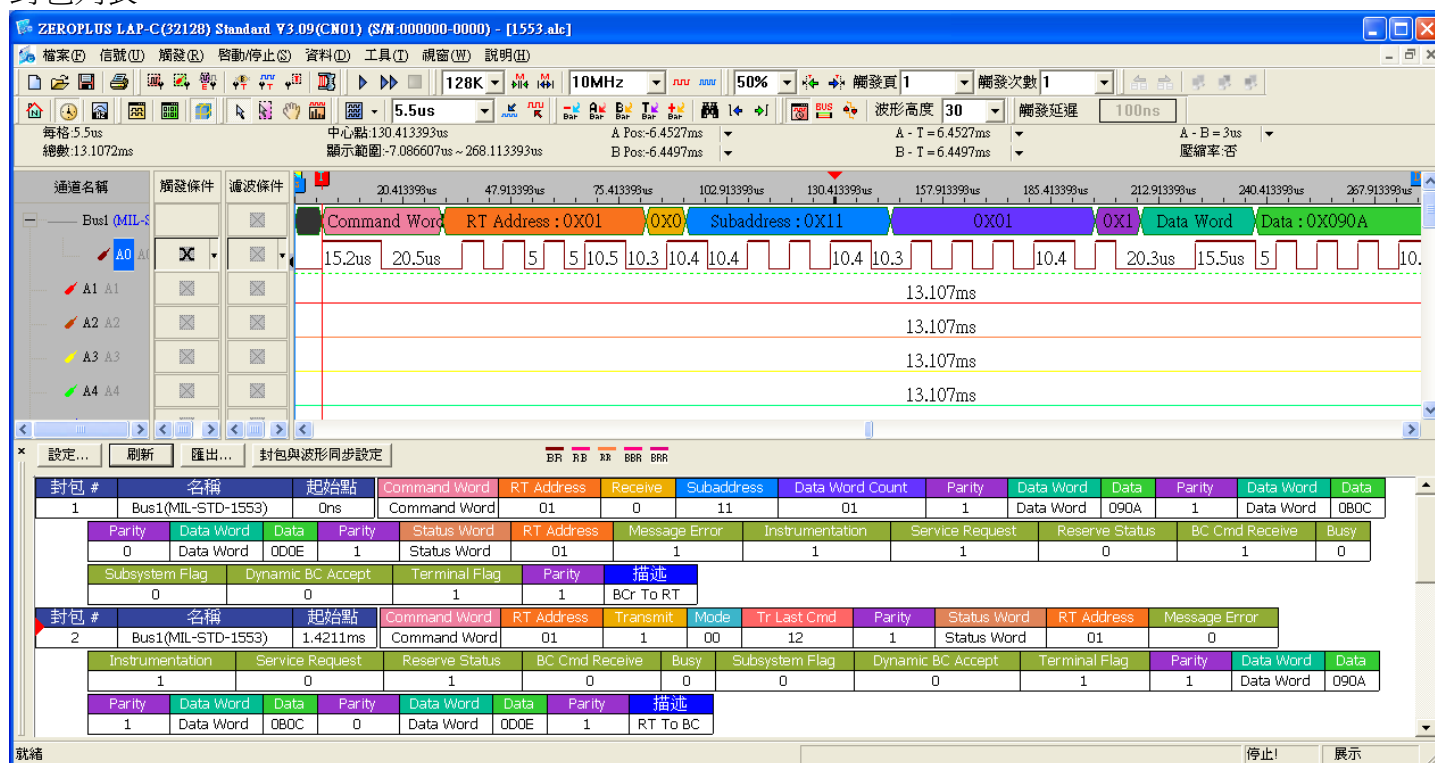 ZEROPLUS LAP-C(32128) Standard V3.09(CN01) (S/N:000000-0000) - [1553.alc]
檔案(F) 信號(U) 觸發(R) 啓動/停止(S) 資料(D) 工具(T) 視窗(W) 說明(H)
128K 10MHz 50% 觸發頁 1 觸發次數 1
5.5us Bar Bar Bar Bar Bar BUS 波形高度 30 觸發延遲 100ns
每格:5.5us 中心點:130.413393us A Pos:-6.4527ms A - T = 6.4527ms A - B = 3us
總數:13.1072ms 顯示範圍:-7.086607us ~ 268.113393us B Pos:-6.4497ms B - T = 6.4497ms 壓縮率:否
通道名稱 觸發條件 濾波條件 20.413393us 47.913393us 75.413393us 102.913393us 130.413393us 157.913393us 185.413393us 212.913393us 240.413393us 267.913393us
Bus1 (MIL-S Command Word RT Address : 0X01 0X0 Subaddress : 0X11 0X01 0X1 Data Word Data : 0X090A
A0 15.2us 20.5us 5 5 10.5 10.3 10.4 10.4 10.4 10.3 10.4 20.3us 15.5us 5 10.
A1 A1 13.107ms
A2 A2 13.107ms
A3 A3 13.107ms
A4 A4 13.107ms
設定... 刷新 匯出... 封包與波形同步設定 BR RB RR BBR BRR
封包 # 名稱 起始點 Command Word RT Address Receive Subaddress Data Word Count Parity Data Word Data Parity Data Word Data
1 Bus1(MIL-STD-1553) 0ns Command Word 01 0 11 01 1 Data Word 090A 1 Data Word 0B0C
Parity Data Word Data Parity Status Word RT Address Message Error Instrumentation Service Request Reserve Status BC Cmd Receive Busy
0 Data Word 0D0E 1 Status Word 01 1 1 1 0 1 0
Subsystem Flag Dynamic BC Accept Terminal Flag Parity 描述
0 0 1 1 BCr To RT
封包 # 名稱 起始點 Command Word RT Address Transmit Mode Tr Last Cmd Parity Status Word RT Address Message Error
2 Bus1(MIL-STD-1553) 1.4211ms Command Word 01 1 00 12 1 Status Word 01 0
Instrumentation Service Request Reserve Status BC Cmd Receive Busy Subsystem Flag Dynamic BC Accept Terminal Flag Parity Data Word Data
1 0 1 0 0 0 0 1 1 Data Word 090A
Parity Data Word Data Parity Data Word Data Parity 描述
1 Data Word 0B0C 0 Data Word 0D0E 1 RT To BC
就緒 停止! 展示